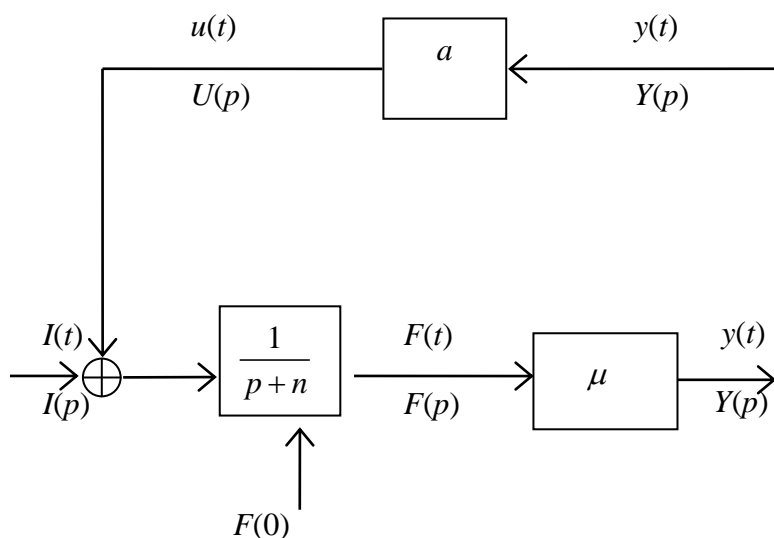 u(t) a y(t)
U(p) Y(p)
I(t) 1 F(t) y(t)
p + n μ
I(p) F(p) Y(p)
F(0)